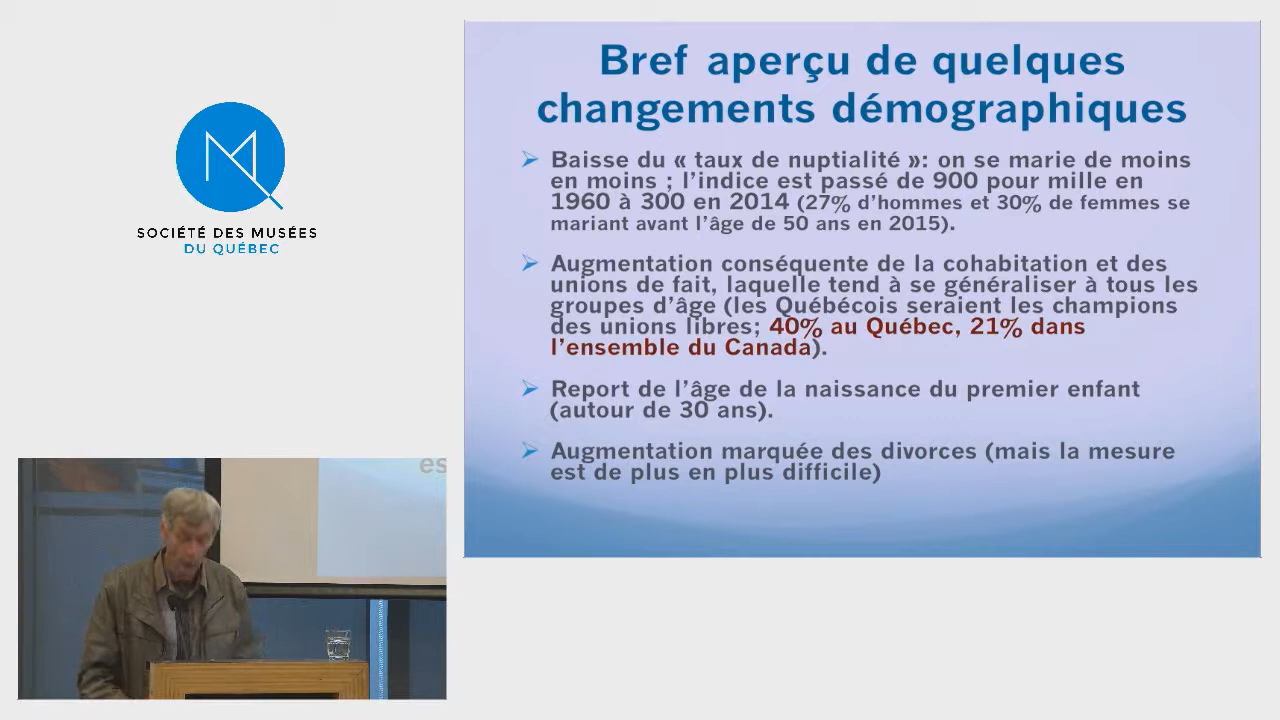 SOCIÉTÉ DES MUSÉES
DU QUÉBEC
Bref aperçu de quelques
changements démographiques
Baisse du « taux de nuptialité »: on se marie de moins
en moins ; l’indice est passé de 900 pour mille en
1960 à 300 en 2014 (27% d’hommes et 30% de femmes se
mariant avant l’âge de 50 ans en 2015).
Augmentation conséquente de la cohabitation et des
unions de fait, laquelle tend à se généraliser à tous les
groupes d’âge (les Québécois seraient les champions
des unions libres; 40% au Québec, 21% dans
l’ensemble du Canada).
Report de l’âge de la naissance du premier enfant
(autour de 30 ans).
Augmentation marquée des divorces (mais la mesure
est de plus en plus difficile)
es